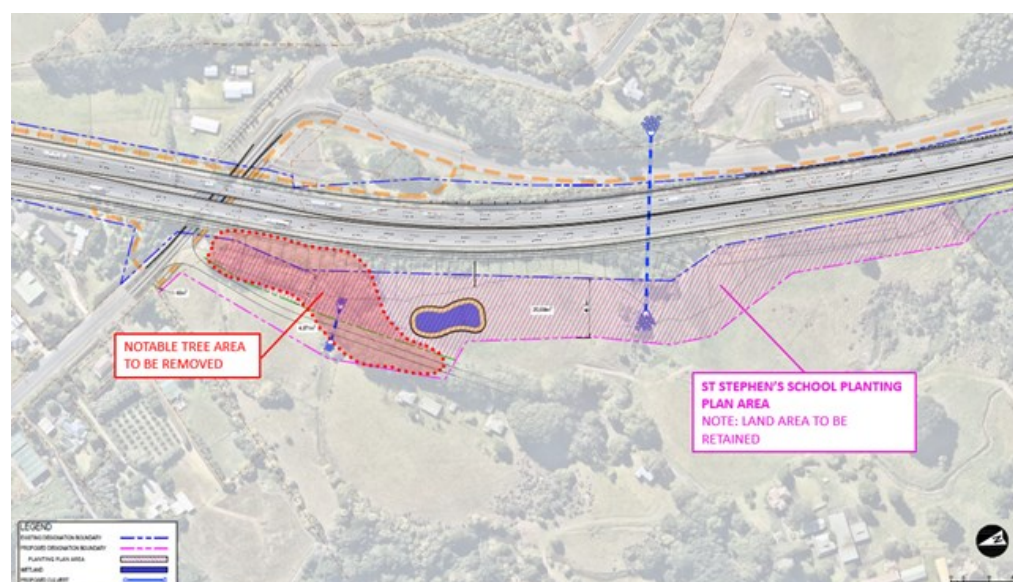 NOTABLE TREE AREA
TO BE REMOVED
ST STEPHEN'S SCHOOL PLANTING
PLAN AREA
NOTE: LAND AREA TO BE
RETAINED
LEGEND
EXISTING DESIGNATION BOUNDARY
PROPOSED DESIGNATION BOUNDARY
PLANTING PLAN AREA
WETLAND
PROPOSED CULVERT